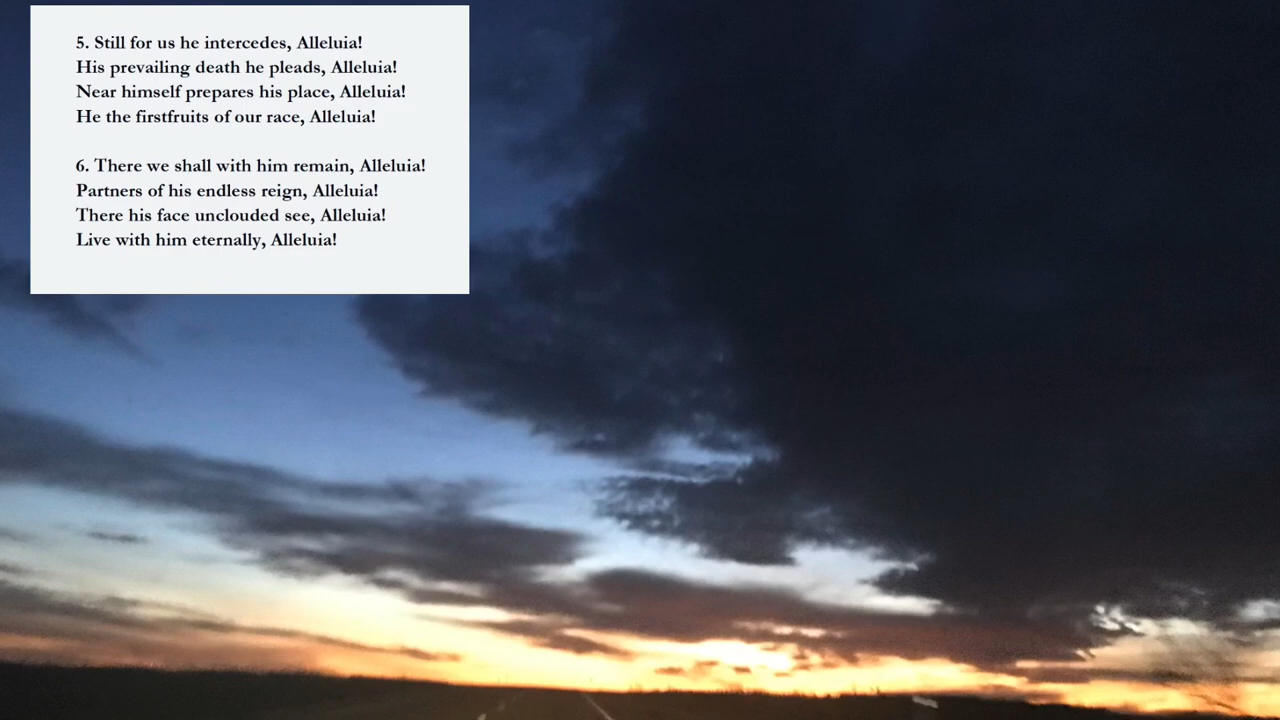 5. Still for us he intercedes, Alleluia!
His prevailing death he pleads, Alleluia!
Near himself prepares his place, Alleluia!
He the firstfruits of our race, Alleluia!
6. There we shall with him remain, Alleluia!
Partners of his endless reign, Alleluia!
There his face unclouded see, Alleluia!
Live with him eternally, Alleluia!